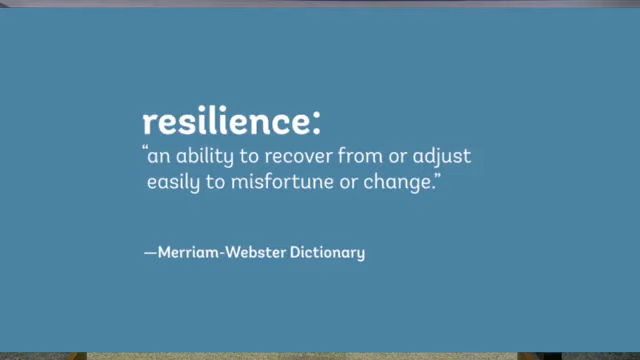 resilience:
“an ability to recover from or adjust
easily to misfortune or change.”
—Merriam-Webster Dictionary